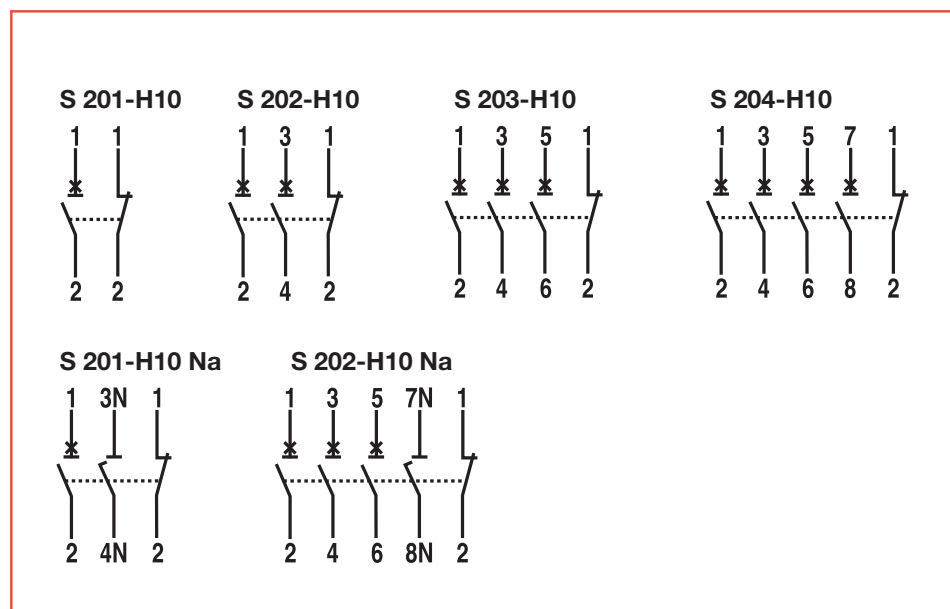 S 201-H10 S 202-H10 S 203-H10 S 204-H10
1 1 1 3 1 1 3 5 1 1 3 5 7 1
2 2 2 4 2 2 4 6 2 2 4 6 8 2
S 201-H10 Na S 202-H10 Na
1 3N 1 1 3 5 7N 1
2 4N 2 2 4 6 8N 2